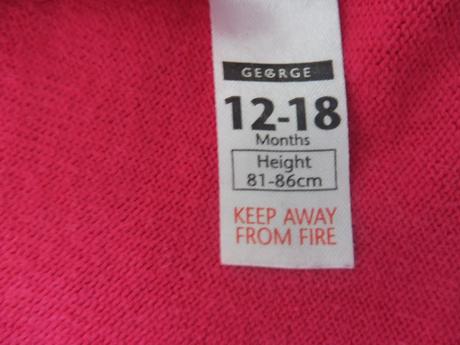 GEORGE
12-18
Months
Height
81-86cm
KEEP AWAY
FROM FIRE